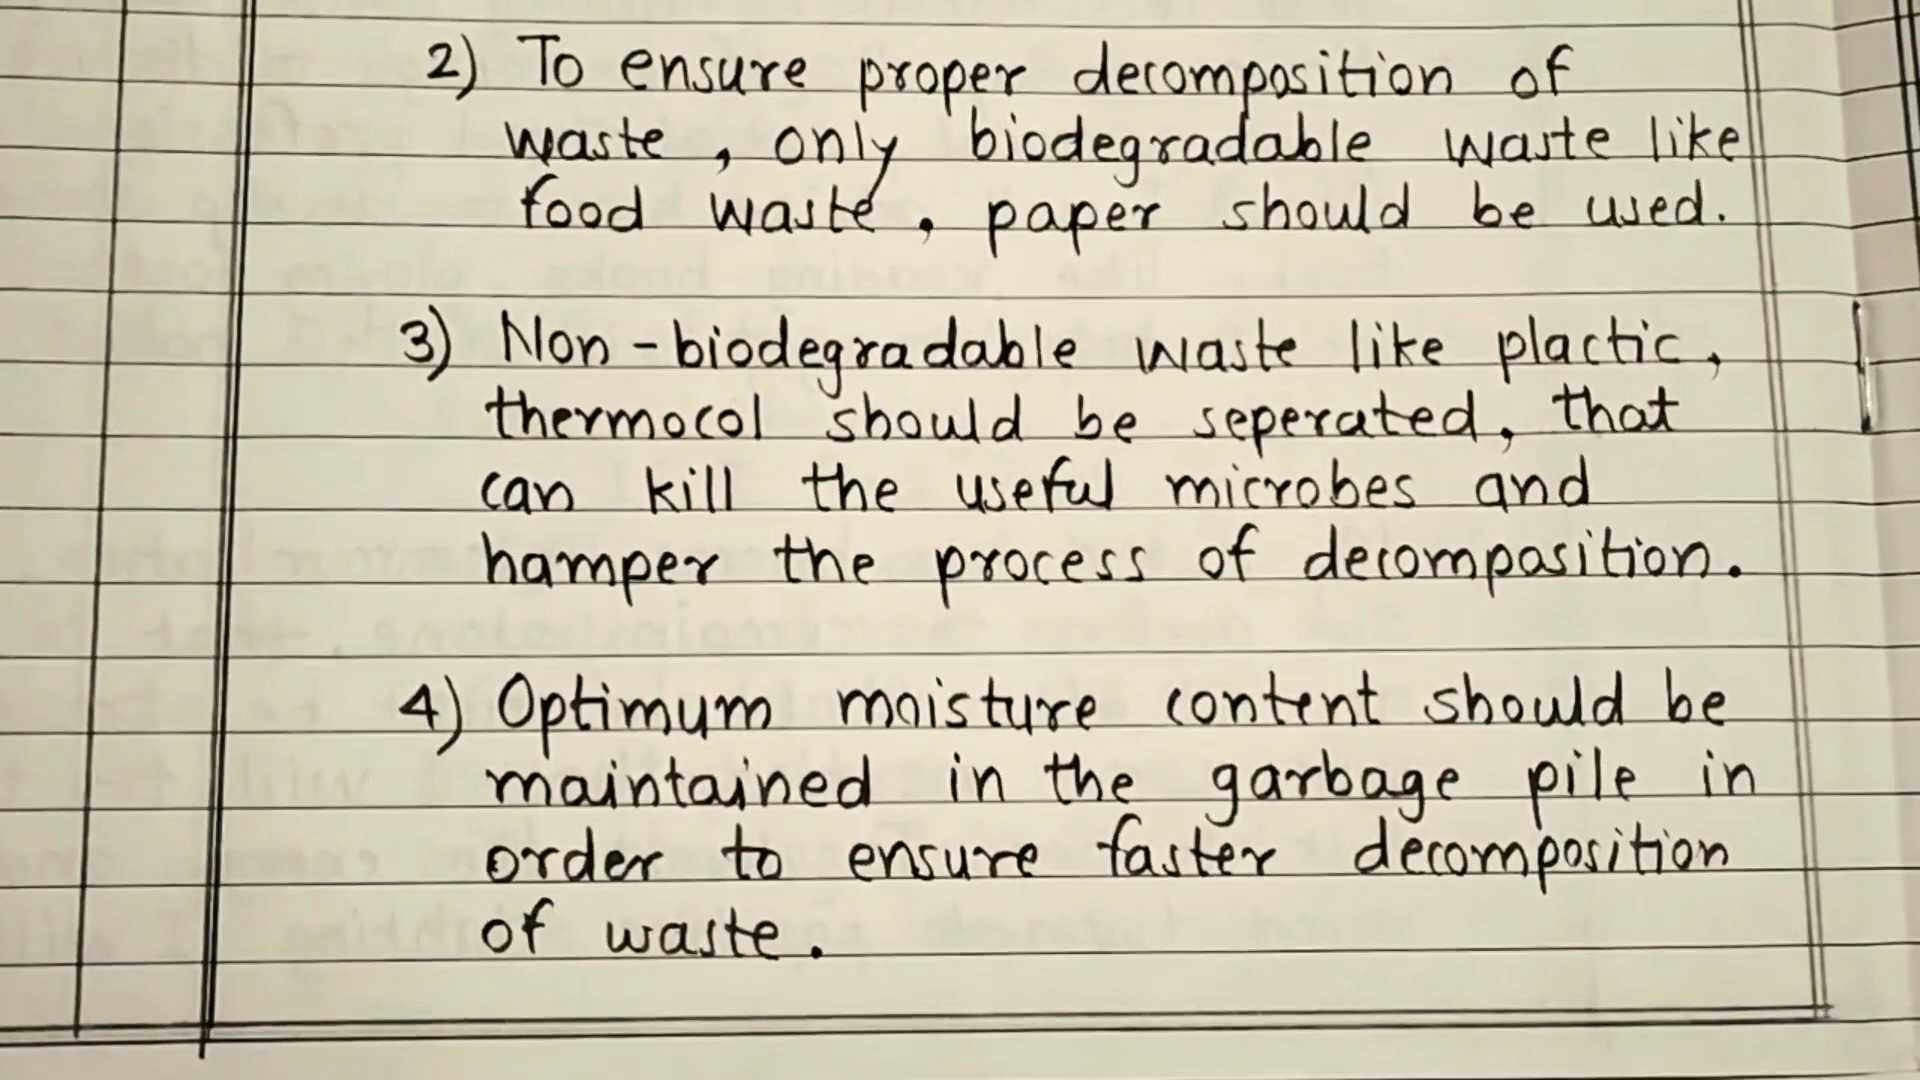 2) To ensure proper decomposition of
waste, only biodegradable waste like
food waste, paper should be used.
3) Non-biodegradable waste like plactic,
thermocol should be seperated, that
can kill the useful microbes and
hamper the process of decomposition.
4) Optimum moisture content should be
maintained in the garbage pile in
order to ensure faster decomposition
of waste.